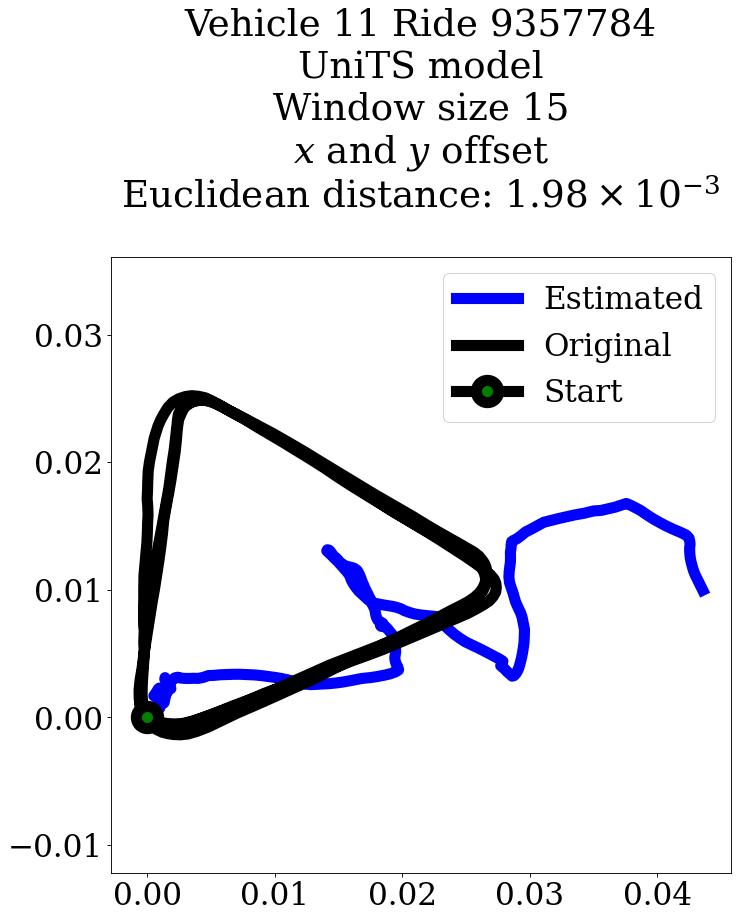 Vehicle 11 Ride 9357784
UniTS model
Window size 15
x and y offset
Euclidean distance: 1.98 × 10⁻³
Estimated
Original
Start
0.03
0.02
0.01
0.00
−0.01
0.00 0.01 0.02 0.03 0.04